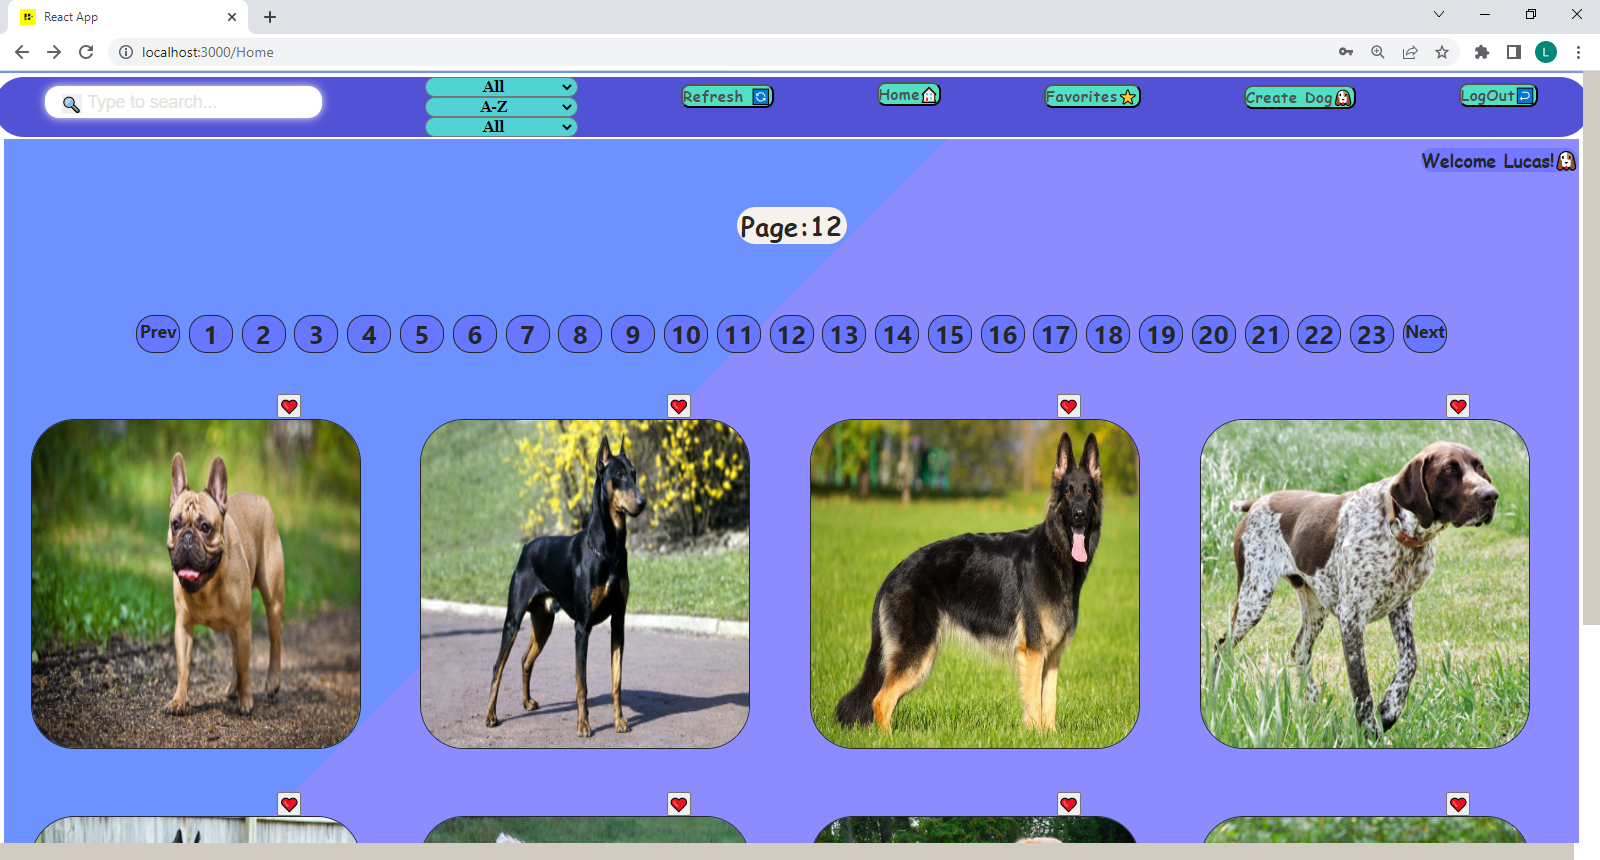 React App
localhost:3000/Home
L
Type to search...
All
A-Z
All
Refresh
Home
Favorites
Create Dog
LogOut
Welcome Lucas!
Page:12
Prev 1 2 3 4 5 6 7 8 9 10 11 12 13 14 15 16 17 18 19 20 21 22 23 Next